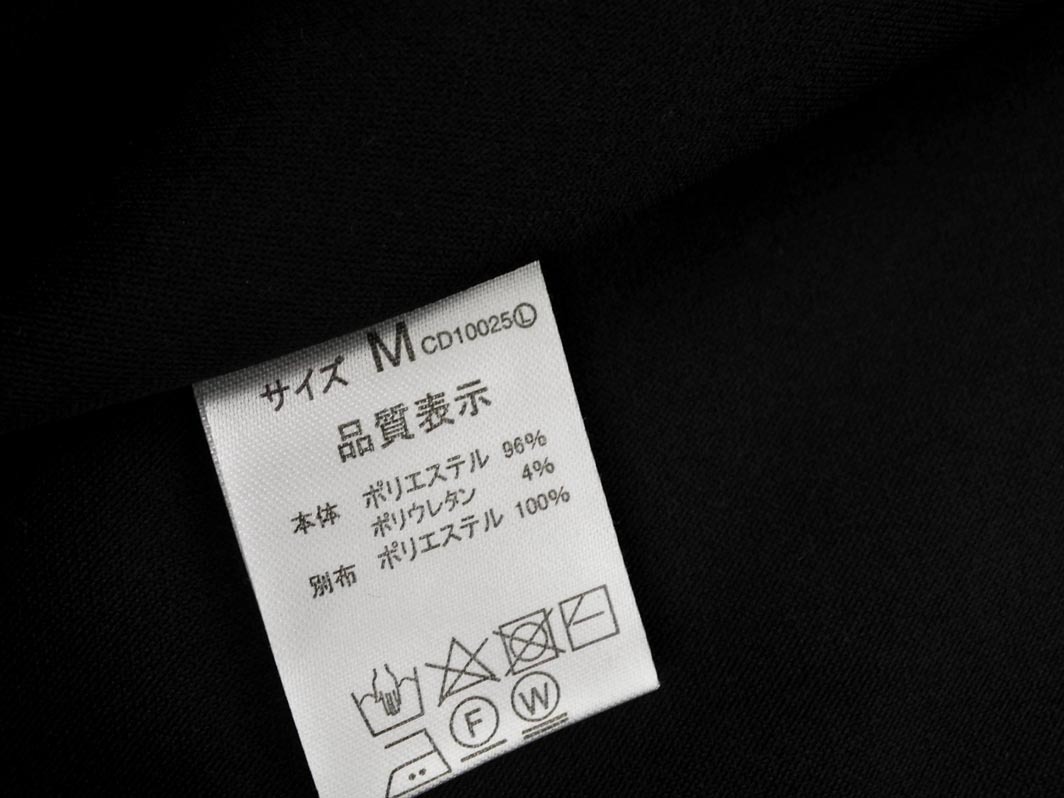 サイズ M CD10025Ⓛ
品質表示
本体 ポリエステル 96%
ポリウレタン 4%
別布 ポリエステル 100%
F W